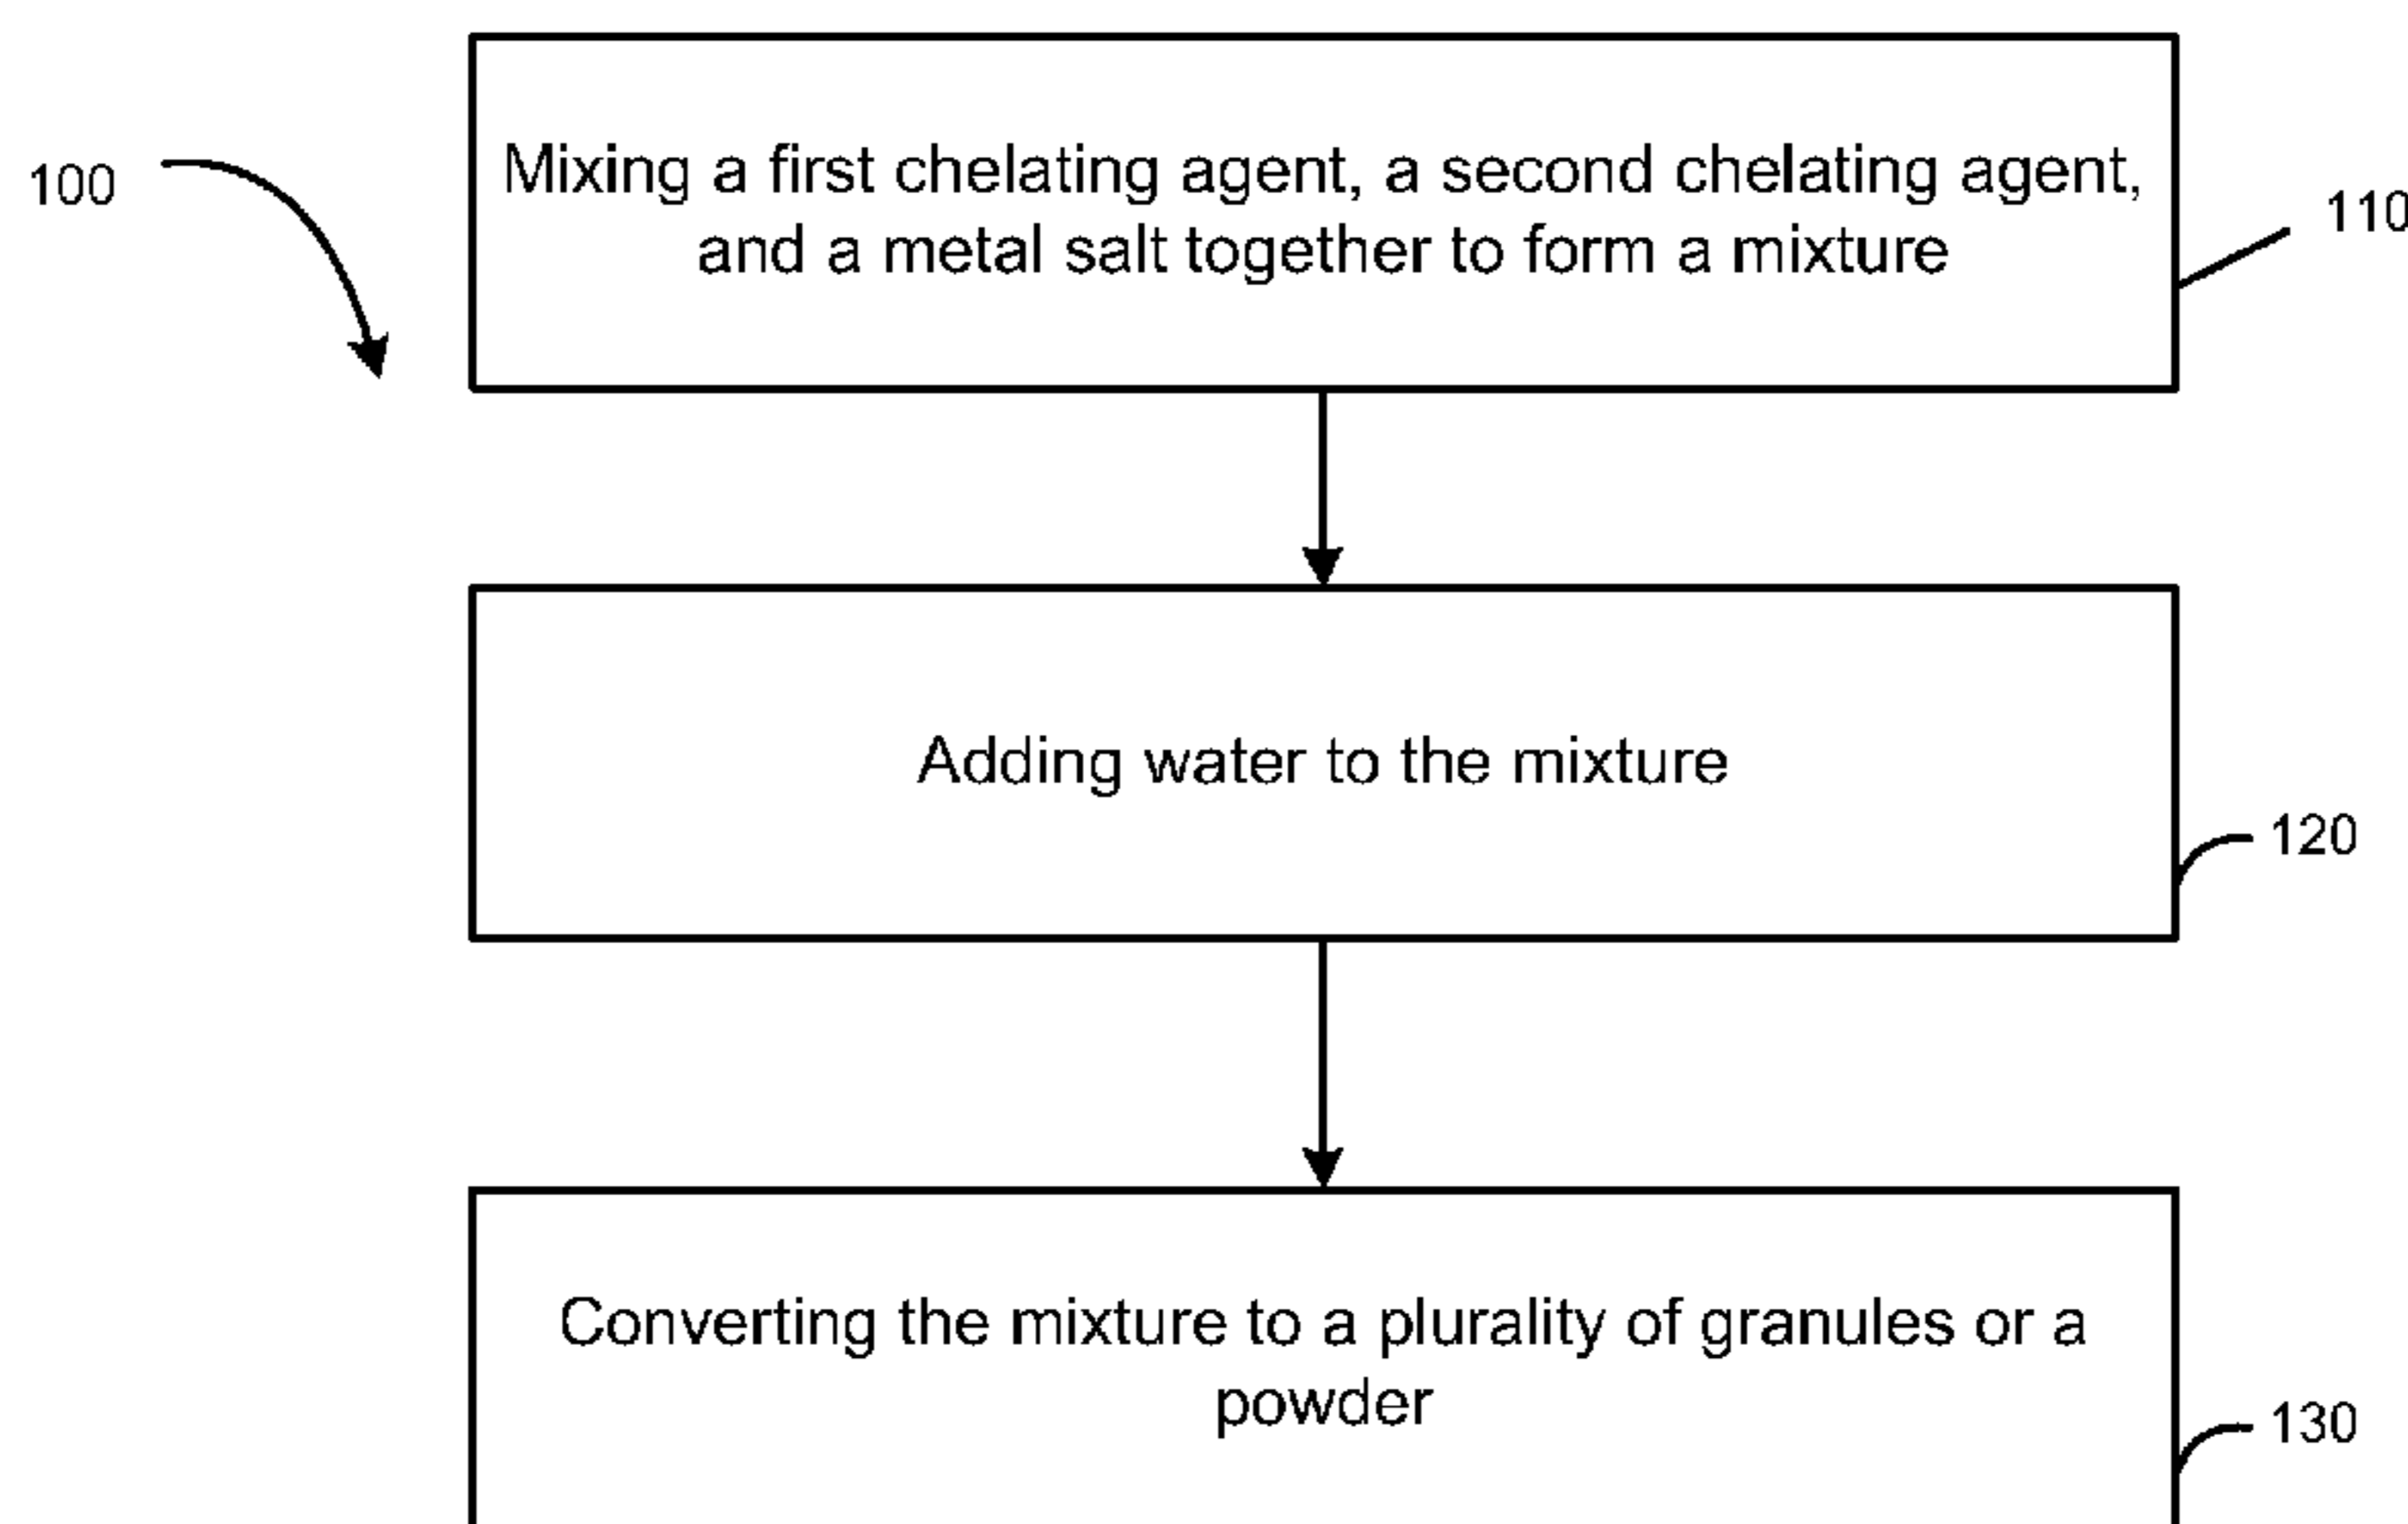 100
Mixing a first chelating agent, a second chelating agent,
and a metal salt together to form a mixture
110
Adding water to the mixture
120
Converting the mixture to a plurality of granules or a
powder
130